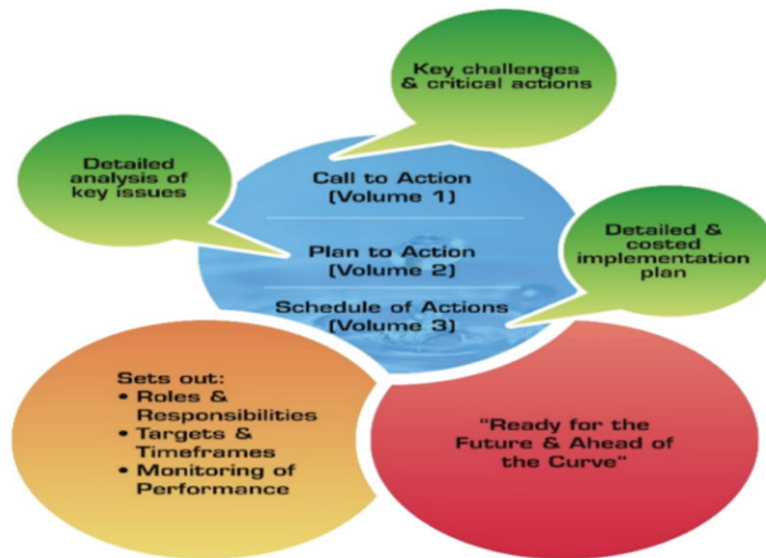 Key challenges
& critical actions
Detailed
analysis of
key issues
Call to Action
(Volume 1)
Plan to Action
(Volume 2)
Schedule of Actions
(Volume 3)
Detailed &
costed
implementation
plan
Sets out:
• Roles &
Responsibilities
• Targets &
Timeframes
• Monitoring of
Performance
"Ready for the
Future & Ahead of
the Curve"